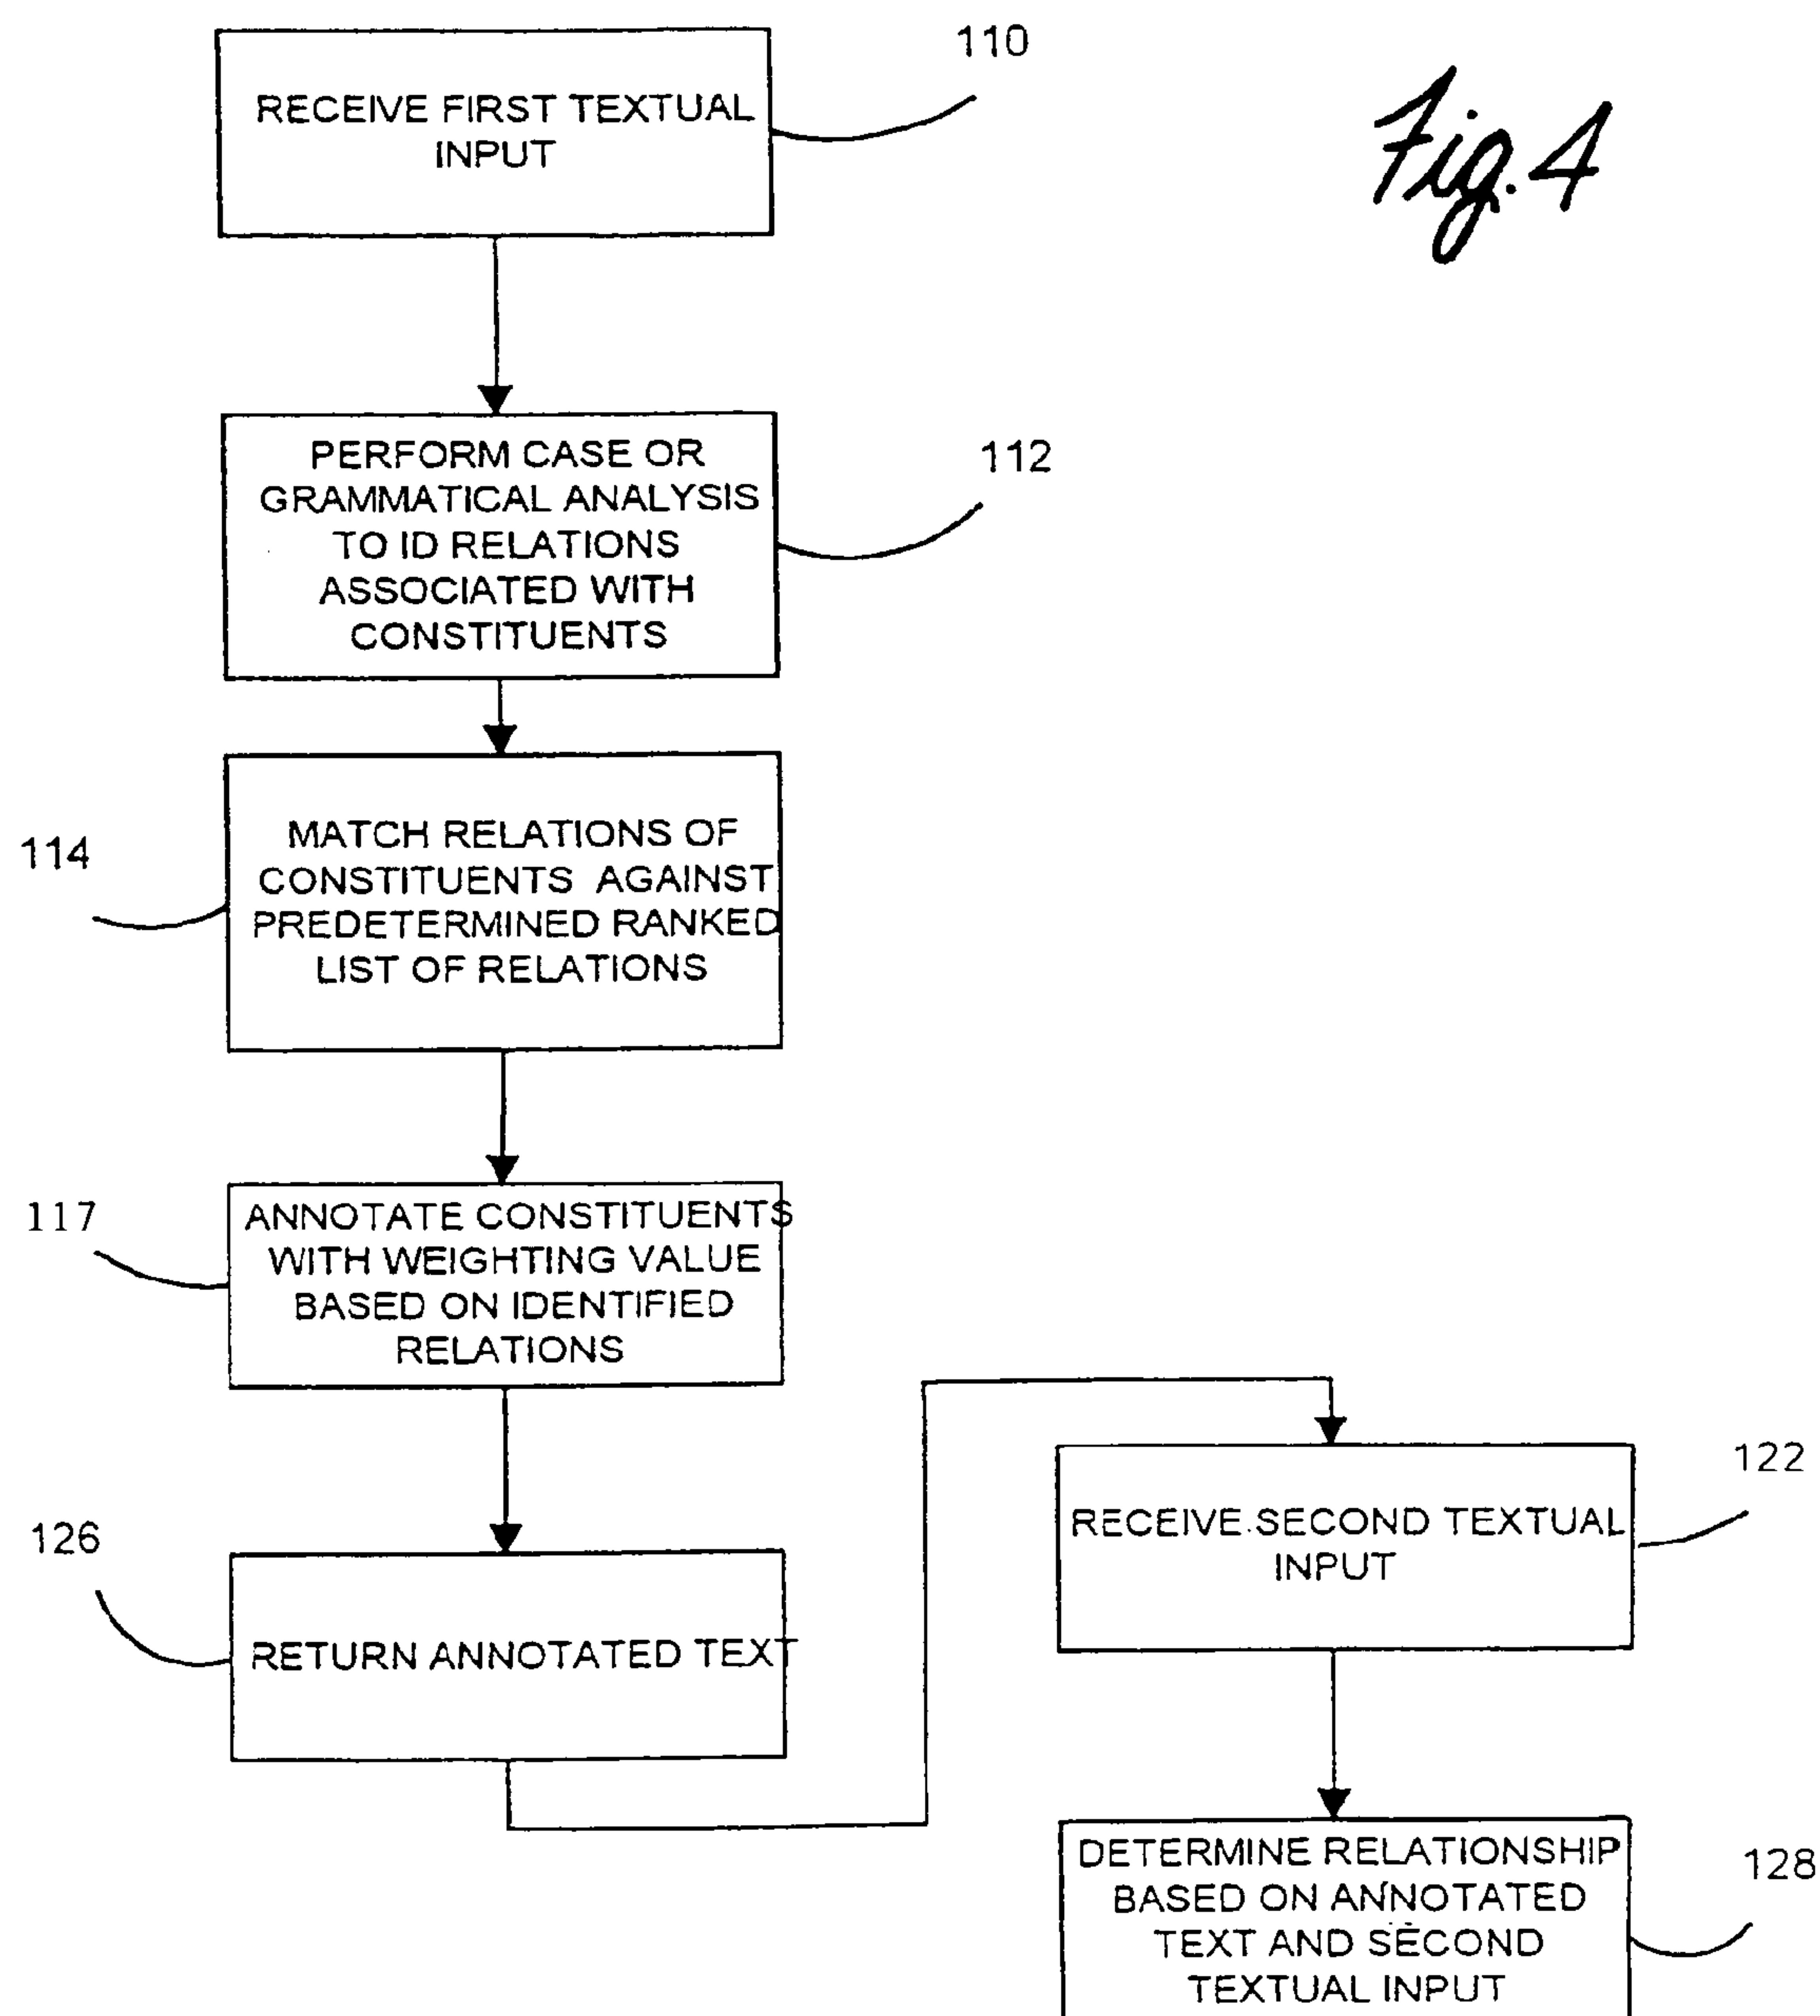 110
RECEIVE FIRST TEXTUAL
INPUT
Fig. 4
112
PERFORM CASE OR
GRAMMATICAL ANALYSIS
TO ID RELATIONS
ASSOCIATED WITH
CONSTITUENTS
114
MATCH RELATIONS OF
CONSTITUENTS AGAINST
PREDETERMINED RANKED
LIST OF RELATIONS
117
ANNOTATE CONSTITUENTS
WITH WEIGHTING VALUE
BASED ON IDENTIFIED
RELATIONS
126
RETURN ANNOTATED TEXT
122
RECEIVE SECOND TEXTUAL
INPUT
128
DETERMINE RELATIONSHIP
BASED ON ANNOTATED
TEXT AND SECOND
TEXTUAL INPUT